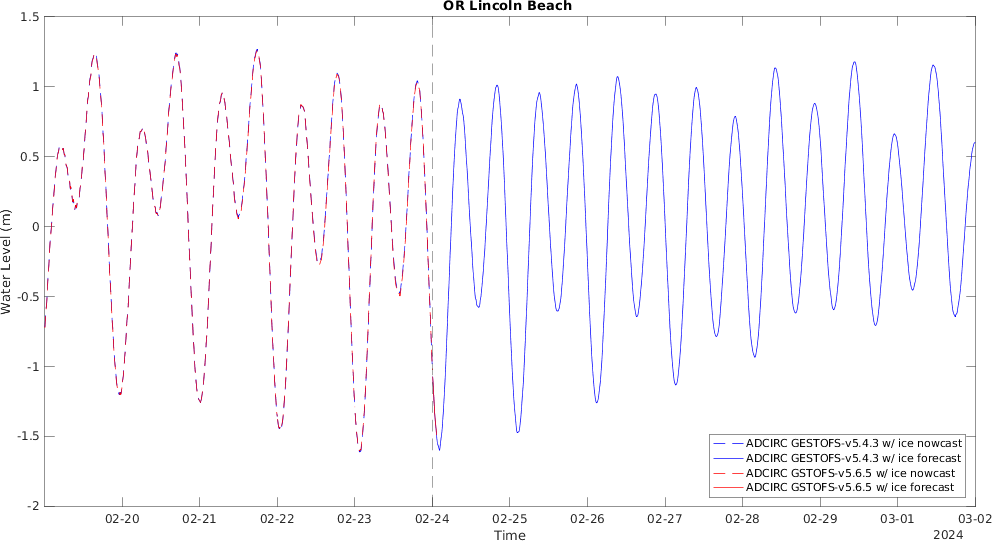 OR Lincoln Beach
1.5
1
0.5
0
-0.5
-1
-1.5
-2
Water Level (m)
02-20 02-21 02-22 02-23 02-24 02-25 02-26 02-27 02-28 02-29 03-01 03-02
Time
2024
ADCIRC GESTOFS-v5.4.3 w/ ice nowcast
ADCIRC GESTOFS-v5.4.3 w/ ice forecast
ADCIRC GSTOFS-v5.6.5 w/ ice nowcast
ADCIRC GSTOFS-v5.6.5 w/ ice forecast